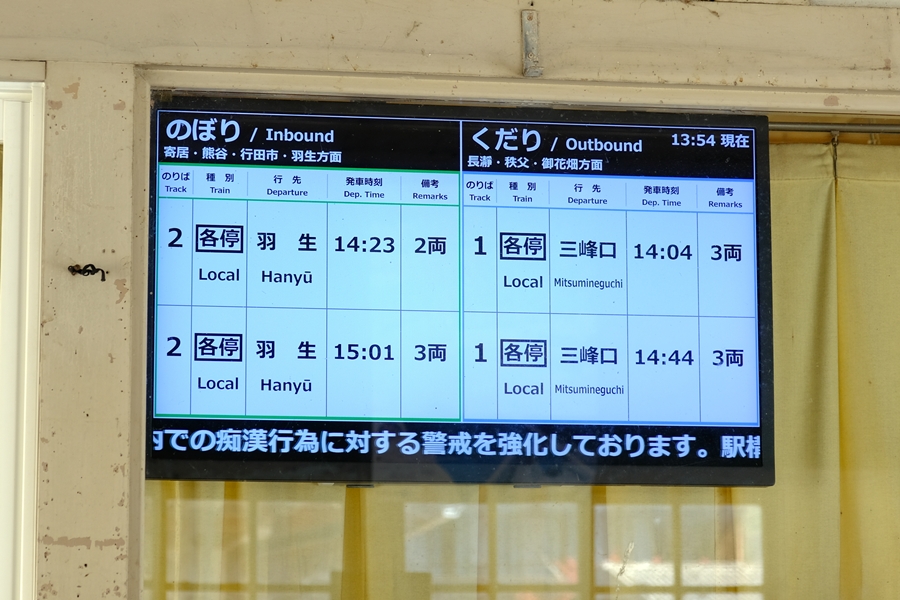 のぼり / Inbound
寄居・熊谷・行田市・羽生方面
のりば 種 別 行 先 発車時刻 備考
Track Train Departure Dep. Time Remarks
2 各停 羽 生 14:23 2両
Local Hanyū
2 各停 羽 生 15:01 3両
Local Hanyū
くだり / Outbound 13:54 現在
長瀞・秩父・御花畑方面
のりば 種 別 行 先 発車時刻 備考
Track Train Departure Dep. Time Remarks
1 各停 三峰口 14:04 3両
Local Mitsumineguchi
1 各停 三峰口 14:44 3両
Local Mitsumineguchi
内での痴漢行為に対する警戒を強化しております。駅構